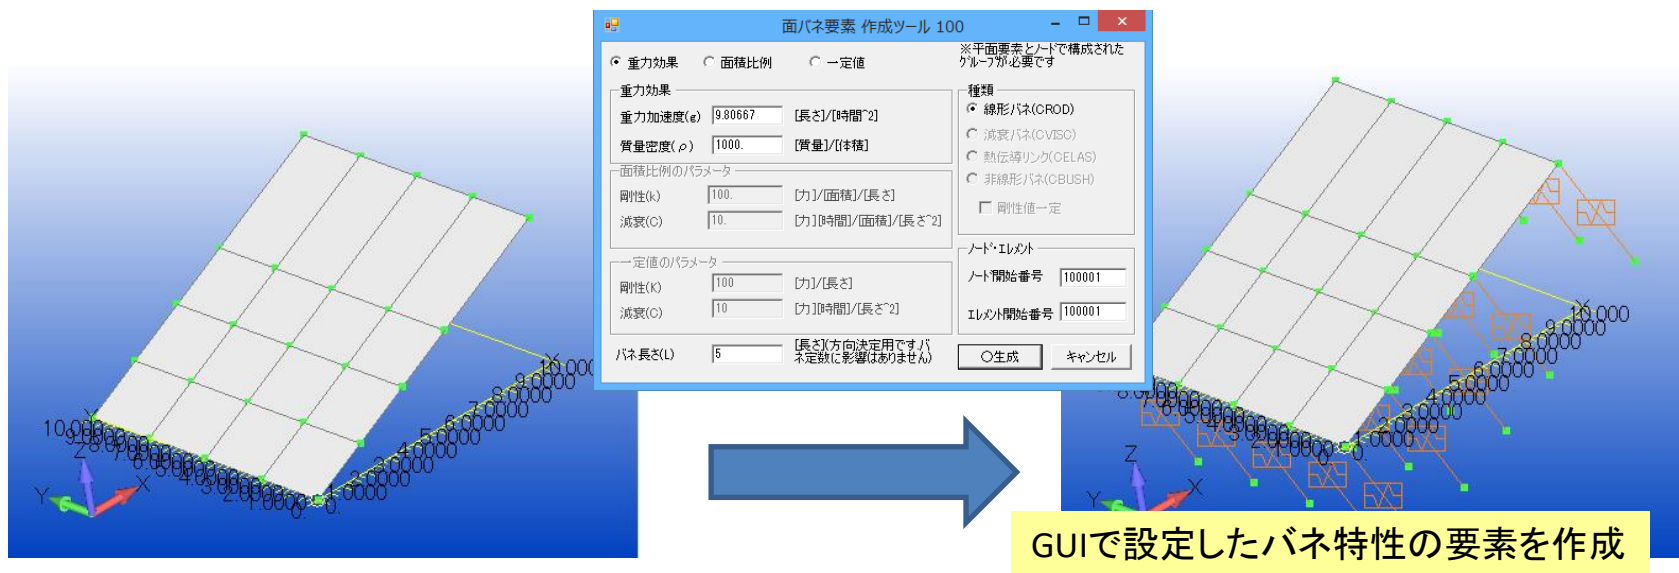 面バネ要素 作成ツール 100
重力効果 面積比例 一定値
※平面要素とノードで構成された
グループが必要です
重力効果
重力加速度(g) 9.80667 [長さ]/[時間^2]
質量密度(ρ) 1000. [質量]/[体積]
面積比例のパラメータ
剛性(k) 100. [力]/[面積]/[長さ]
減衰(C) 10. [力][時間]/[面積]/[長さ^2]
一定値のパラメータ
剛性(K) 100 [力]/[長さ]
減衰(C) 10 [力][時間]/[長さ^2]
バネ長さ(L) 5 [長さ](方向決定用です.バ
ネ定数に影響はありません)
種類
線形バネ(CROD)
減衰バネ(CVISC)
熱伝導リンク(CELAS)
非線形バネ(CBUSH)
剛性値一定
ノード・エレメント
ノード開始番号 100001
エレメント開始番号 100001
○生成 キャンセル
Z
Y X
Z
Y X
GUIで設定したバネ特性の要素を作成